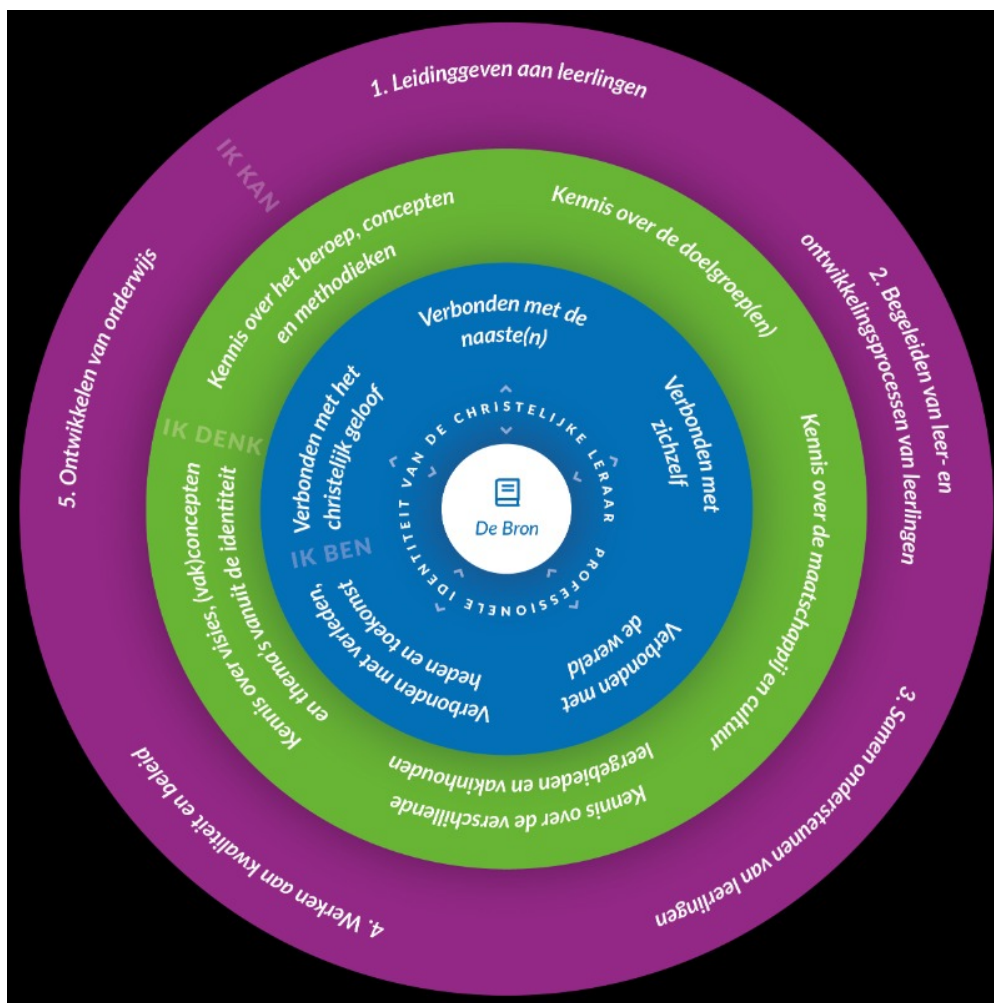 1. Leidinggeven aan leerlingen
2. Begeleiden van leer- en
ontwikkelingsprocessen van leerlingen
3. Samen ondersteunen van leerlingen
4. Werken aan kwaliteit en beleid
5. Ontwikkelen van onderwijs
IK KAN
Kennis over het beroep, concepten
en methodieken
Kennis over de doelgroep(en)
Kennis over de maatschappij en cultuur
Kennis over de verschillende
leergebieden en vakinhouden
Kennis over visies, (vak)concepten
en thema's vanuit de identiteit
IK DENK
Verbonden met de
naaste(n)
Verbonden met
zichzelf
Verbonden met
de wereld
Verbonden met verleden,
heden en toekomst
Verbonden met het
christelijk geloof
IK BEN
PROFESSIONELE IDENTITEIT VAN DE CHRISTELIJKE LERAAR
De Bron